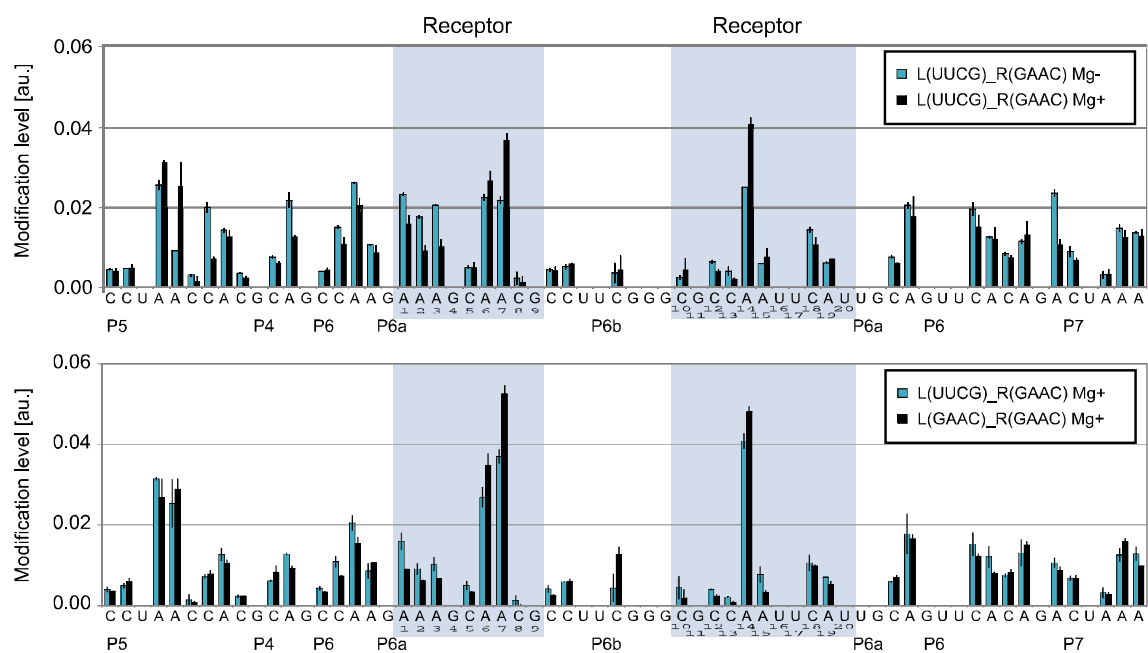 Receptor Receptor
0.06
L(UUCG)_R(GAAC) Mg-
L(UUCG)_R(GAAC) Mg+
0.04
0.02
0.00
Modification level [au.]
C C U A A C C A C G C A G C C A A G A A A G C A A C G C C U U C G G G C G C C A A U U C A U U G C A G U U C A C A G A C U A A A
1 2 3 4 5 6 7 8 9 10 11 12 13 14 15 16 17 18 19 20
P5 P4 P6 P6a P6b P6a P6 P7
0.06
L(UUCG)_R(GAAC) Mg+
L(GAAC)_R(GAAC) Mg+
0.04
0.02
0.00
Modification level [au.]
C C U A A C C A C G C A G C C A A G A A A G C A A C G C C U U C G G G C G C C A A U U C A U U G C A G U U C A C A G A C U A A A
1 2 3 4 5 6 7 8 9 10 11 12 13 14 15 16 17 18 19 20
P5 P4 P6 P6a P6b P6a P6 P7